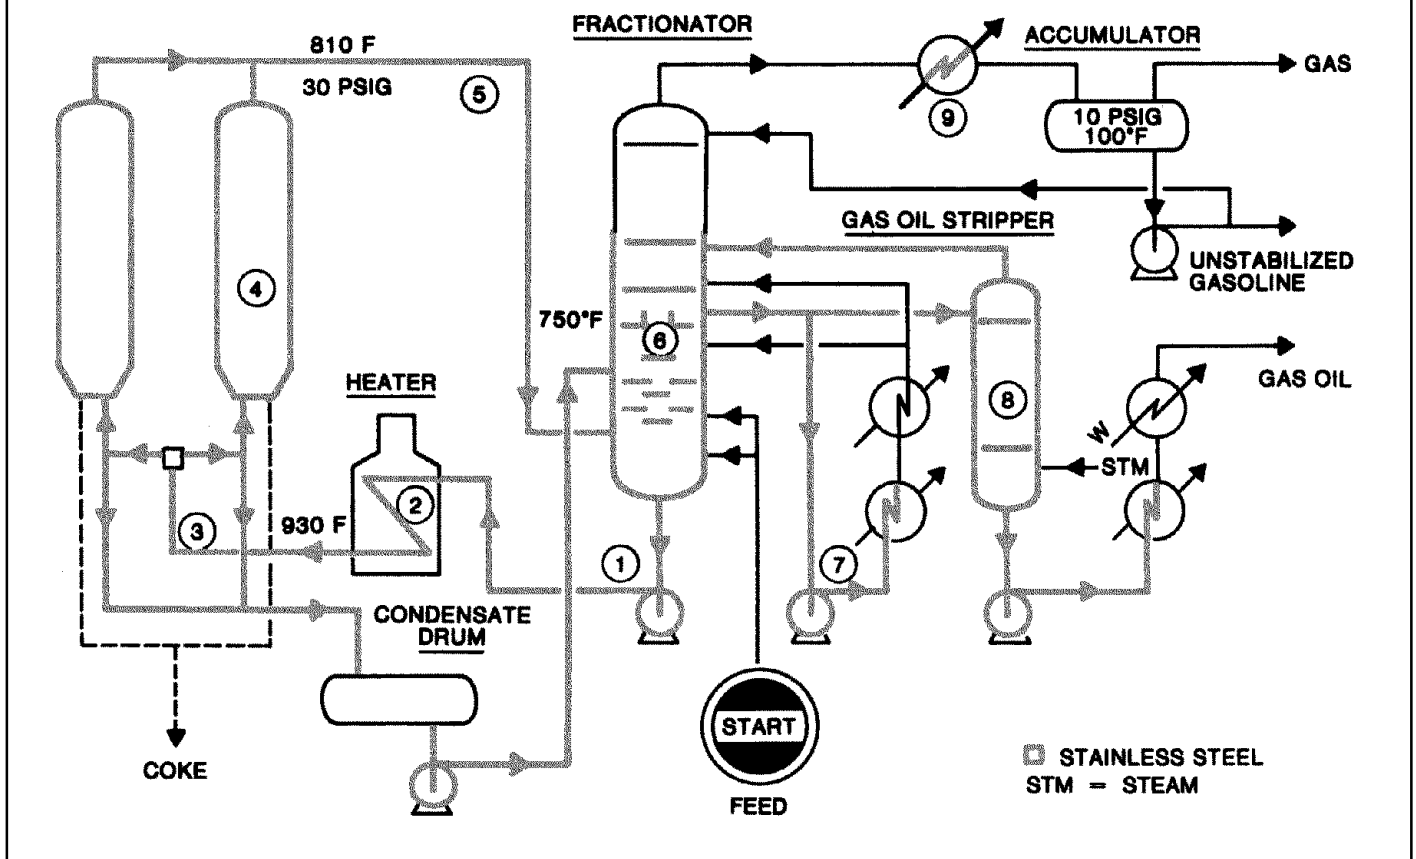 FRACTIONATOR
ACCUMULATOR
810 F
30 PSIG
5
GAS
9
10 PSIG
100°F
GAS OIL STRIPPER
UNSTABILIZED
GASOLINE
4
750°F
6
HEATER
GAS OIL
8
W
STM
2
930 F
3
1
7
CONDENSATE
DRUM
START
COKE
FEED
STAINLESS STEEL
STM = STEAM